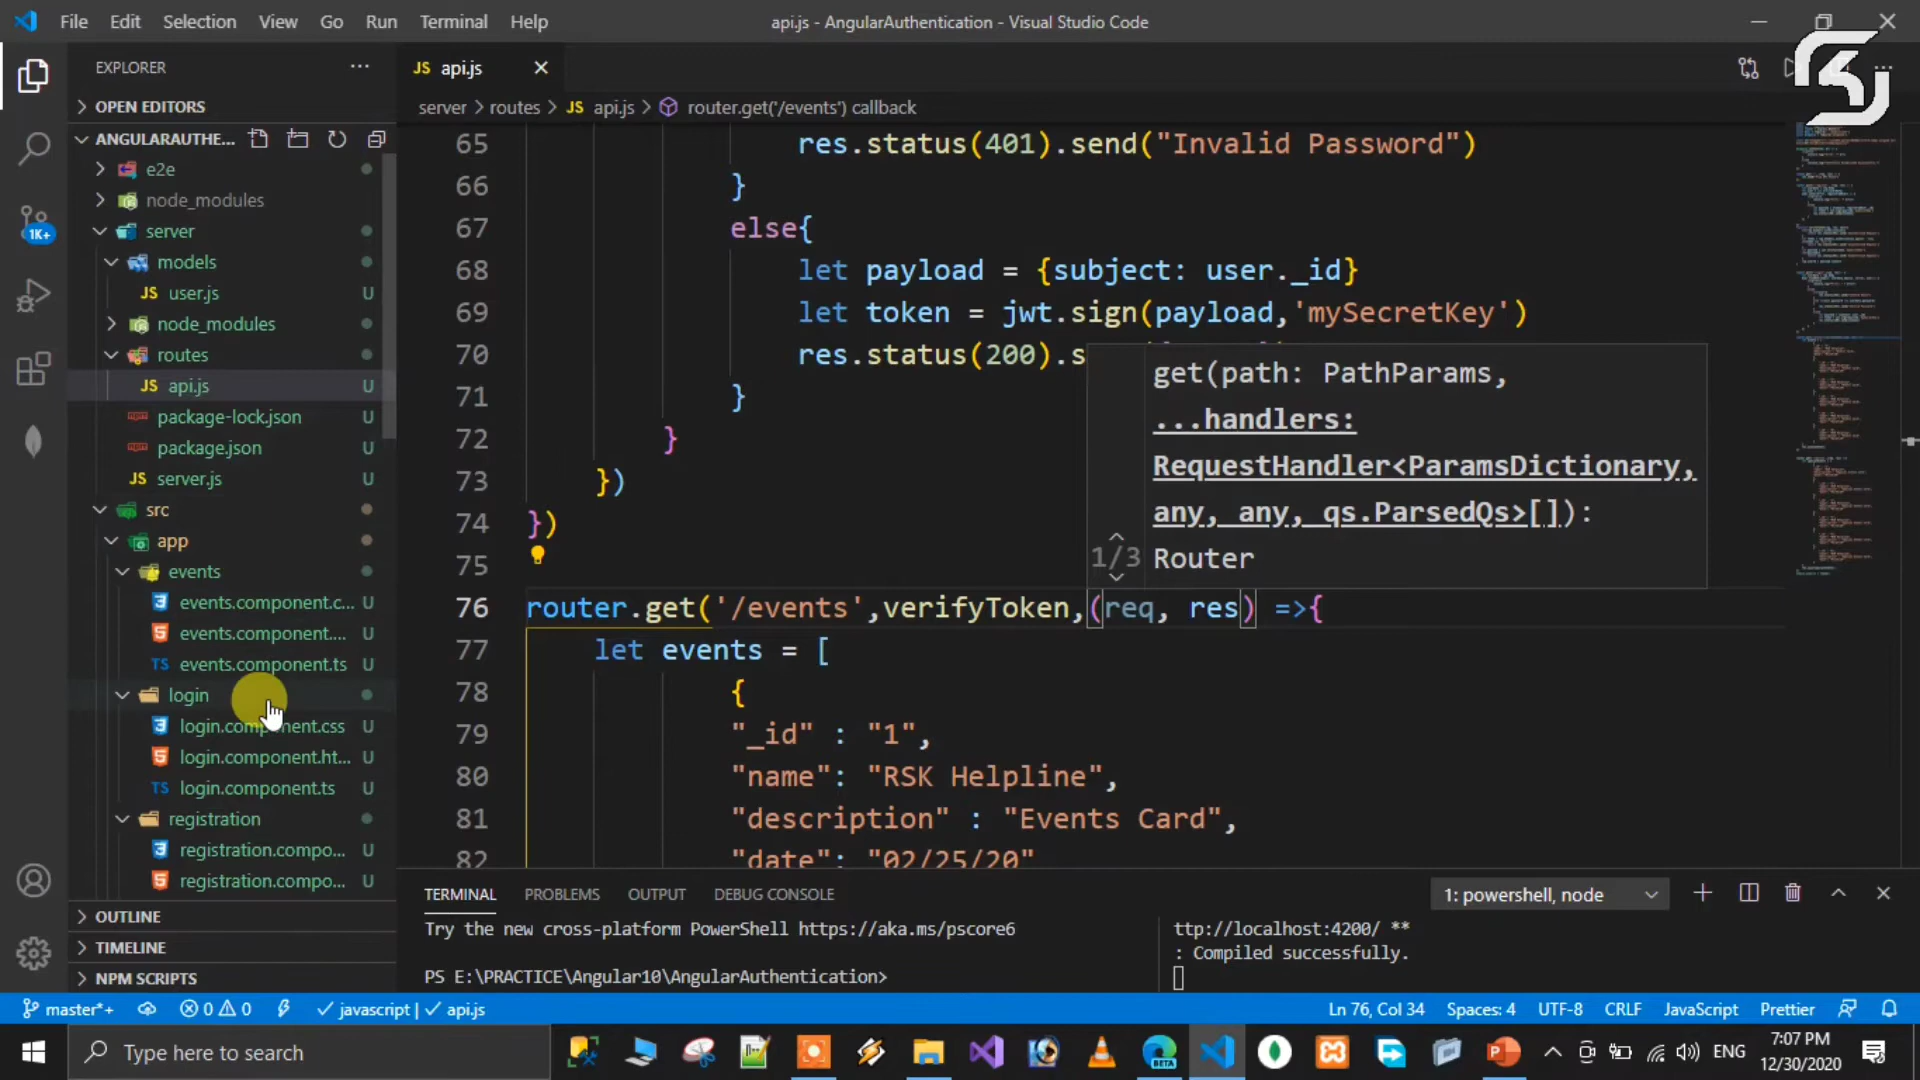 File Edit Selection View Go Run Terminal Help
api.js - AngularAuthentication - Visual Studio Code
EXPLORER
OPEN EDITORS
ANGULARAUTHE...
e2e
node_modules
server
models
JS user.js U
node_modules
routes
JS api.js U
package-lock.json U
package.json U
JS server.js U
src
app
events
events.component.c... U
events.component.... U
TS events.component.ts U
login
login.component.css U
login.component.ht... U
TS login.component.ts U
registration
registration.compo... U
registration.compo... U
OUTLINE
TIMELINE
NPM SCRIPTS
1K+
JS api.js
server > routes > JS api.js > router.get('/events') callback
65 res.status(401).send("Invalid Password")
66 }
67 else{
68 let payload = {subject: user._id}
69 let token = jwt.sign(payload,'mySecretKey')
70 res.status(200).s
71 }
72 }
73 })
74 })
75
76 router.get('/events',verifyToken,(req, res) =>{
77 let events = [
78 {
79 "_id" : "1",
80 "name": "RSK Helpline",
81 "description" : "Events Card",
82 "date": "02/25/20"
get(path: PathParams,
...handlers:
RequestHandler<ParamsDictionary,
any, any, qs.ParsedQs>[]):
1/3 Router
TERMINAL PROBLEMS OUTPUT DEBUG CONSOLE
1: powershell, node
Try the new cross-platform PowerShell https://aka.ms/pscore6
PS E:\PRACTICE\Angular10\AngularAuthentication>
ttp://localhost:4200/ **
: Compiled successfully.
master*+ 0 0 javascript | api.js
Ln 76, Col 34 Spaces: 4 UTF-8 CRLF JavaScript Prettier
Type here to search
BETA
ENG
7:07 PM
12/30/2020